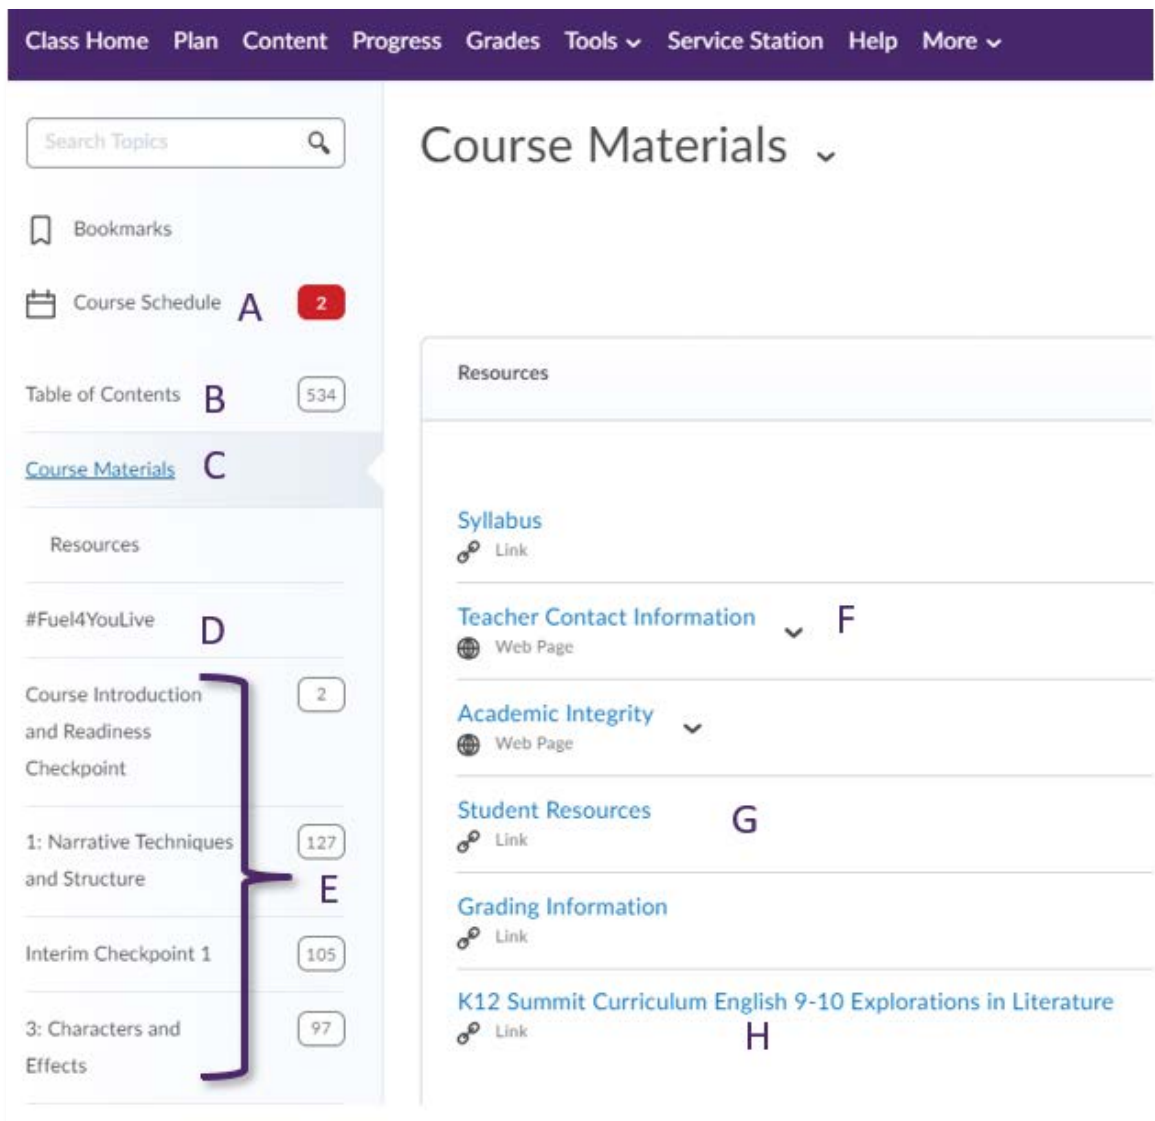 Class Home Plan Content Progress Grades Tools Service Station Help More
Search Topics
Course Materials
Bookmarks
Course Schedule A 2
Table of Contents B 534
Course Materials C
Resources
#Fuel4YouLive D
Course Introduction 2
and Readiness
Checkpoint
1: Narrative Techniques 127
and Structure
E
Interim Checkpoint 1 105
3: Characters and 97
Effects
Resources
Syllabus
Link
Teacher Contact Information F
Web Page
Academic Integrity
Web Page
Student Resources G
Link
Grading Information
Link
K12 Summit Curriculum English 9-10 Explorations in Literature
Link H